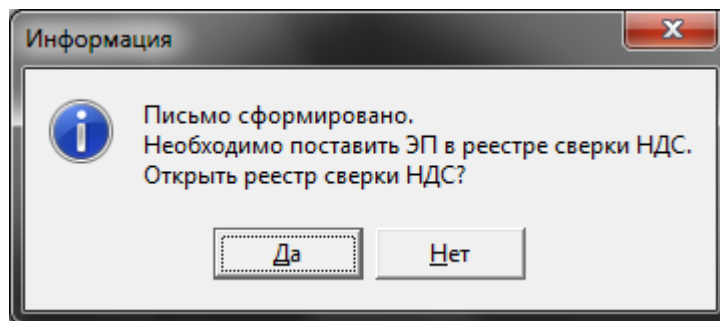 Информация
Письмо сформировано.
Необходимо поставить ЭП в реестре сверки НДС.
Открыть реестр сверки НДС?
Да
Нет